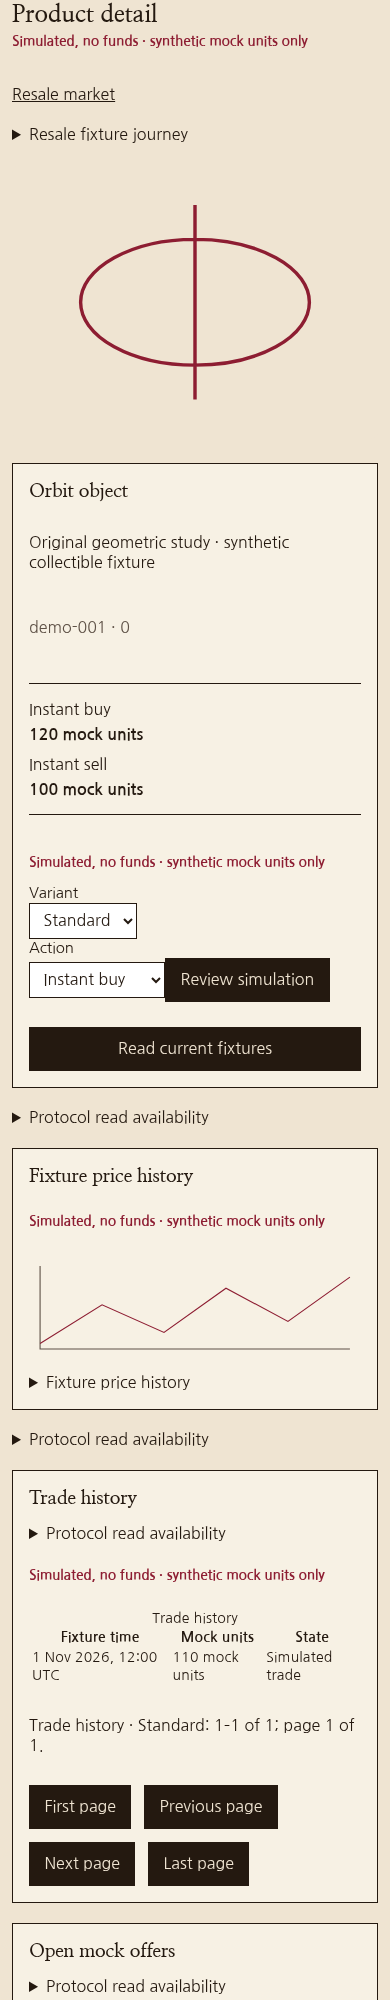 Product detail
Simulated, no funds · synthetic mock units only
Resale market
Resale fixture journey
Orbit object
Original geometric study · synthetic
collectible fixture
demo-001 · 0
Instant buy
120 mock units
Instant sell
100 mock units
Simulated, no funds · synthetic mock units only
Variant
Standard
Action
Instant buy Review simulation
Read current fixtures
Protocol read availability
Fixture price history
Simulated, no funds · synthetic mock units only
Fixture price history
Protocol read availability
Trade history
Protocol read availability
Simulated, no funds · synthetic mock units only
Trade history
Fixture time Mock units State
1 Nov 2026, 12:00 110 mock Simulated
UTC units trade
Trade history · Standard: 1–1 of 1; page 1 of
1.
First page Previous page
Next page Last page
Open mock offers
Protocol read availability